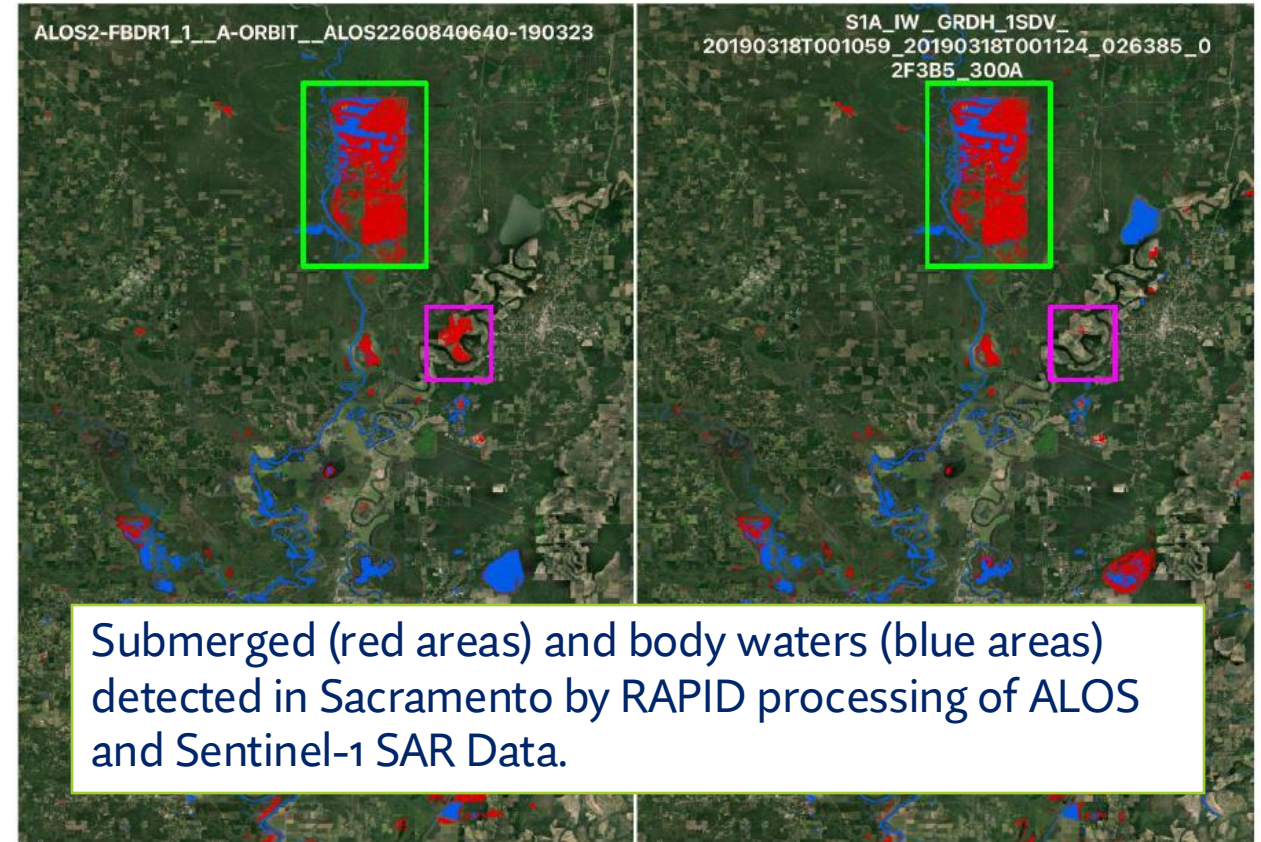 ALOS2-FBDR1_1__A-ORBIT__ALOS2260840640-190323
S1A_IW_GRDH_1SDV_
20190318T001059_20190318T001124_026385_0
2F3B5_300A
Submerged (red areas) and body waters (blue areas)
detected in Sacramento by RAPID processing of ALOS
and Sentinel-1 SAR Data.